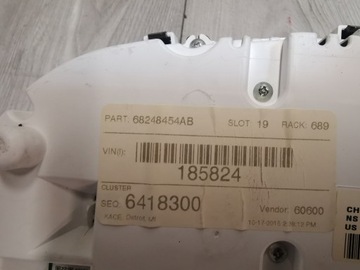 PART: 68248454AB SLOT: 19 RACK: 689
VIN(f):
185824
CLUSTER
SEQ: 6418300 Vendor: 60600
CH
NS
US